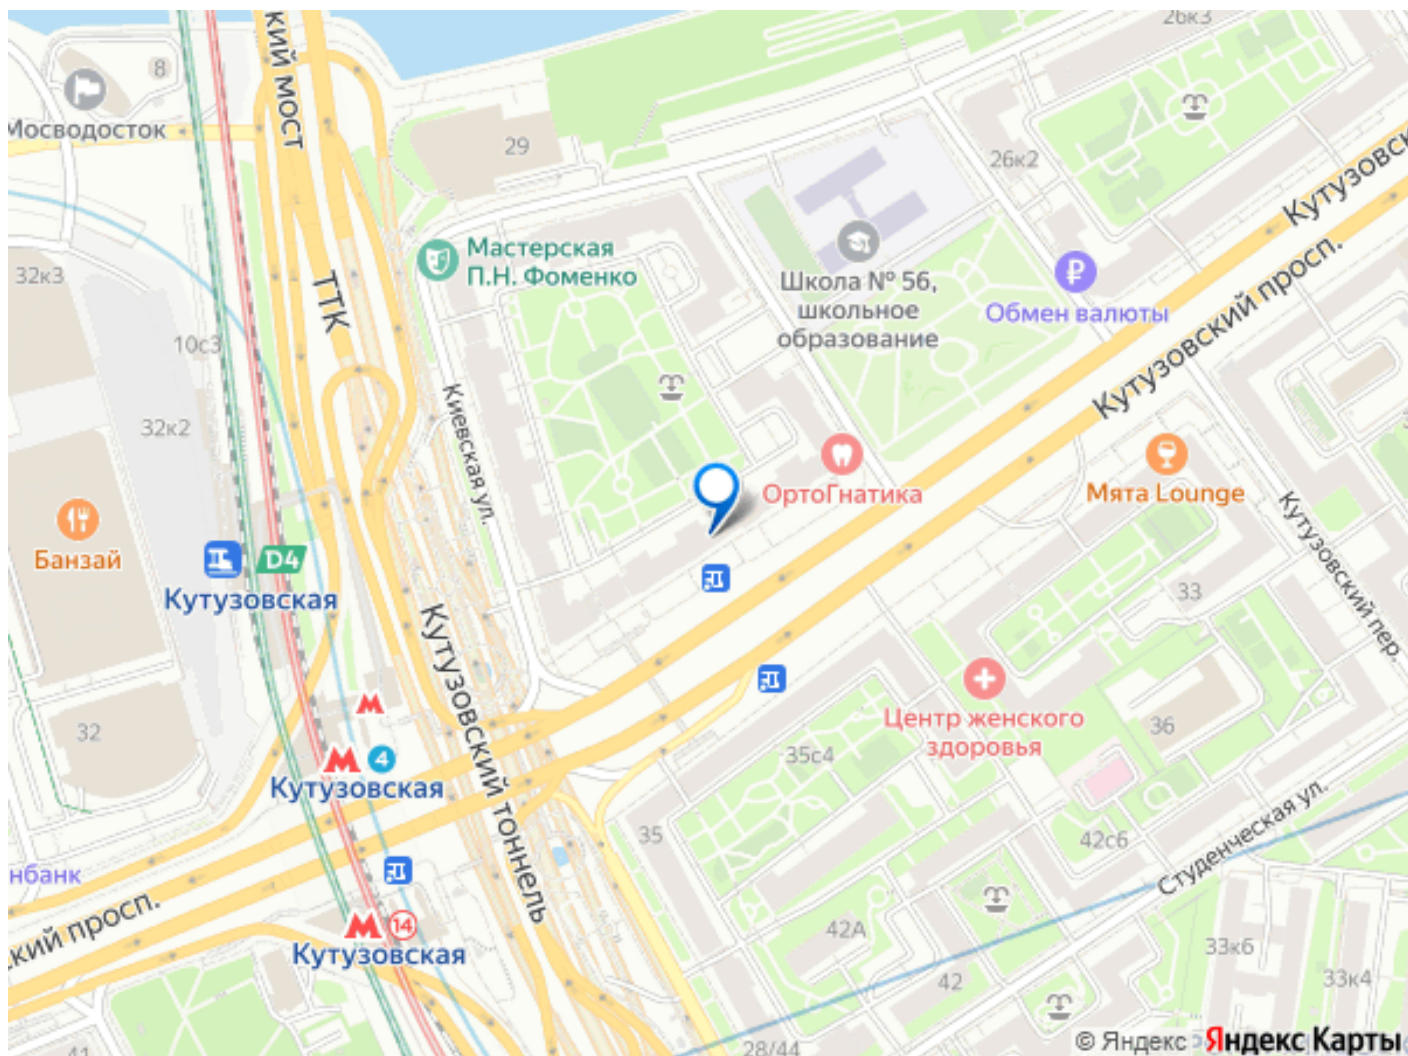 26к3
ский мост
8
Мосводосток
29
26к2
Кутузовск
Кутузовский просп.
Мастерская
П.Н. Фоменко
Школа № 56,
школьное
образование
₽
Обмен валюты
32к3
ТТК
10с3
32к2
Киевская ул.
ОртоГнатика
Мята Lounge
Кутузовский пер.
Банзай
D4
Кутузовская
33
Кутузовский тоннель
Центр женского
здоровья
36
32
М
М 4
Кутузовская
35с4
35
42с6
Студенческая ул.
нбанк
ский просп.
М 14
Кутузовская
42А
42
33к6
33к4
41
28/44
© Яндекс Яндекс Карты